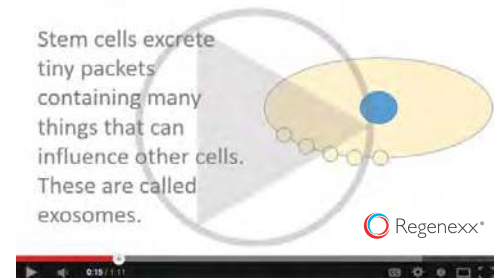 Stem cells excrete
tiny packets
containing many
things that can
influence other cells.
These are called
exosomes.
Regenexx®
0:15 / 1:11